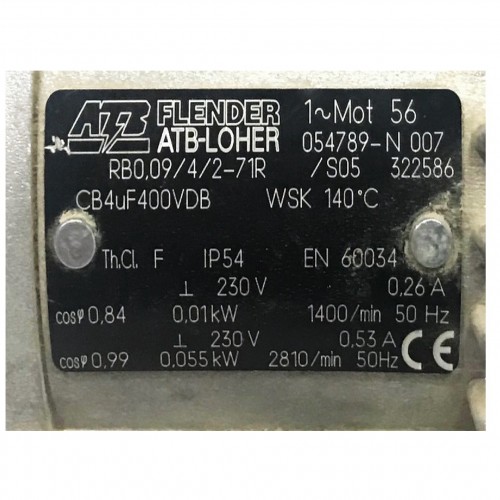 ATB FLENDER 1~Mot 56
ATB-LOHER 054789-N 007
RB0,09/4/2-71R /S05 322586
CB4uF400VDB WSK 140°C
Th.Cl. F IP54 EN 60034
⊥ 230 V 0,26 A
cosφ 0,84 0,01kW 1400/min 50 Hz
⊥ 230 V 0,53 A
cosφ 0,99 0,055kW 2810/min 50Hz CE